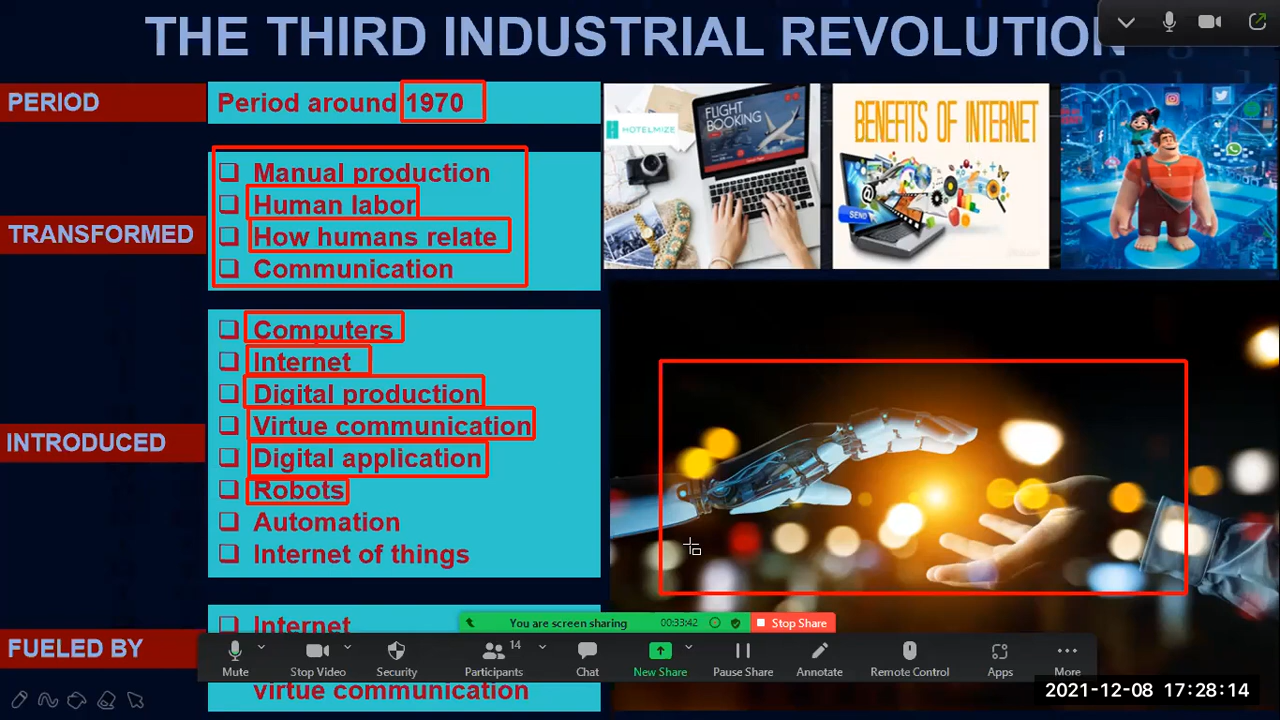 THE THIRD INDUSTRIAL REVOLUTION
PERIOD
Period around 1970
TRANSFORMED
Manual production
Human labor
How humans relate
Communication
INTRODUCED
Computers
Internet
Digital production
Virtue communication
Digital application
Robots
Automation
Internet of things
FUELED BY
Internet
virtue communication
HOTELMIZE
FLIGHT
BOOKING
BENEFITS OF INTERNET
SEND
You are screen sharing
00:33:42
Stop Share
Mute
Stop Video
Security
Participants
14
Chat
New Share
Pause Share
Annotate
Remote Control
Apps
More
2021-12-08 17:28:14